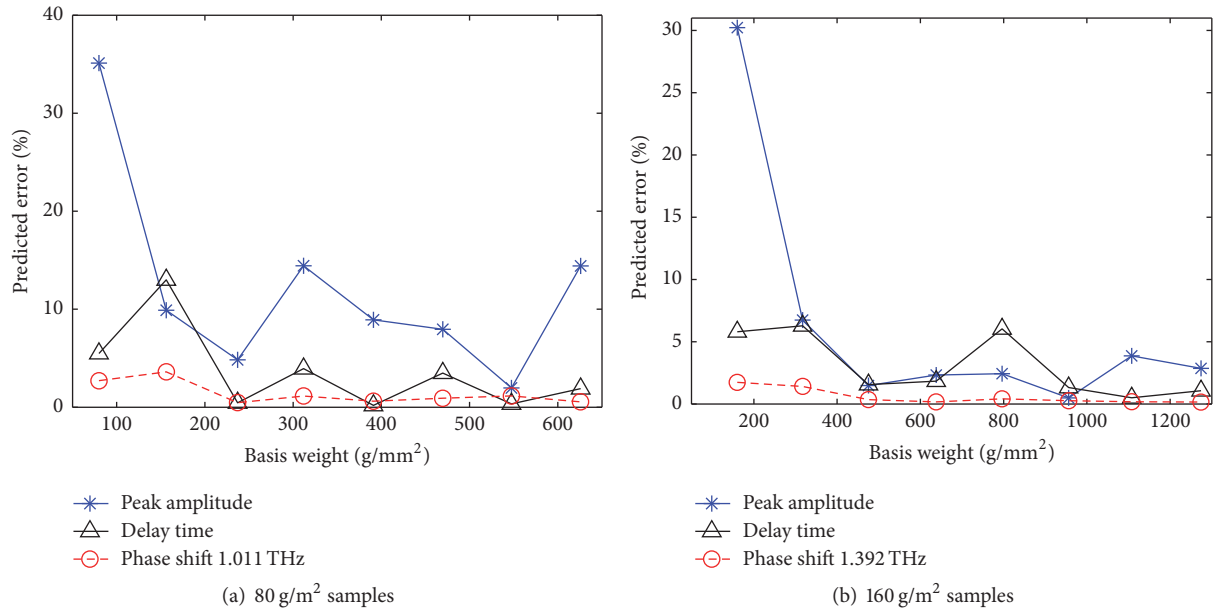 40
30
20
10
0
Predicted error (%)
100 200 300 400 500 600
Basis weight (g/mm²)
Peak amplitude
Delay time
Phase shift 1.011 THz
(a) 80 g/m² samples
30
25
20
15
10
5
0
Predicted error (%)
200 400 600 800 1000 1200
Basis weight (g/mm²)
Peak amplitude
Delay time
Phase shift 1.392 THz
(b) 160 g/m² samples